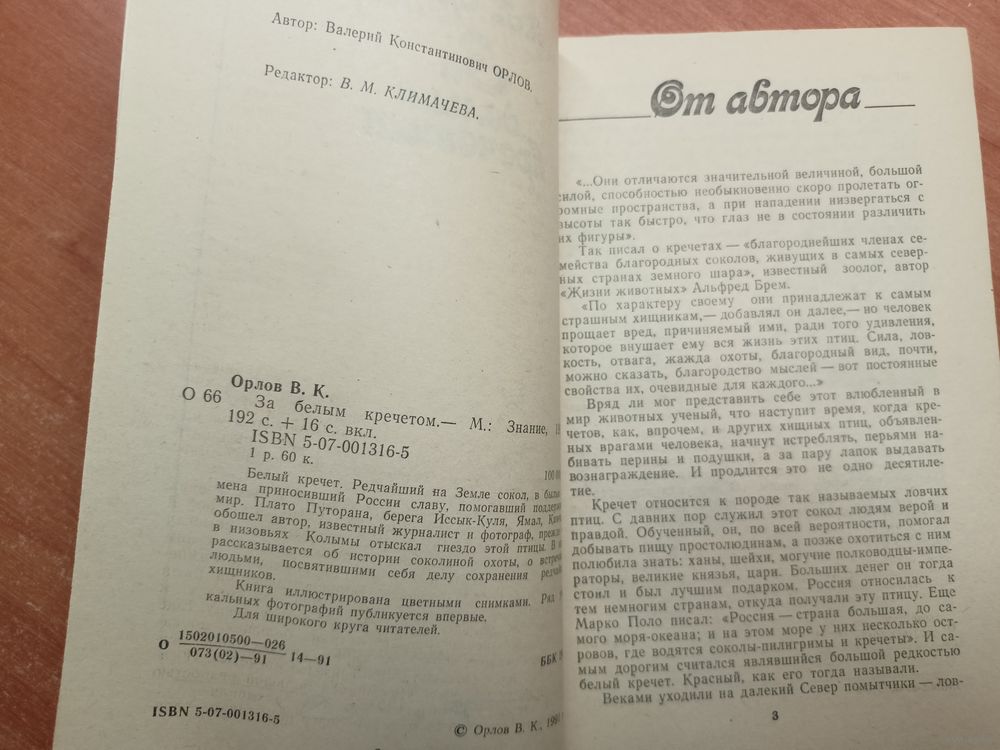 Автор: Валерий Константинович ОРЛОВ.
Редактор: В. М. КЛИМАЧЕВА.
Орлов В. К.
О 66
За белым кречетом.— М.: Знание,
192 с. + 16 с. вкл.
ISBN 5-07-001316-5
1 р. 60 к.
Белый кречет. Редчайший на Земле сокол, в
мена приносивший России славу, помогавший
мир. Плато Путорана, берега Иссык-Куля, Ямал,
обошел автор, известный журналист и фотограф,
в низовьях Колымы отыскал гнездо этой птицы. В
рассказывается об истории соколиной охоты, о
людьми, посвятившими себя делу сохранения
хищников.
Книга иллюстрирована цветными снимками. Ряд
кальных фотографий публикуется впервые.
Для широкого круга читателей.
О 1502010500—026
073(02)—91 14—91
ББК
ISBN 5-07-001316-5
© Орлов В. К.,
От автора
«...Они отличаются значительной величиной, большой
силой, способностью необыкновенно скоро пролетать ог-
ромные пространства, а при нападении низвергаться с
высоты так быстро, что глаз не в состоянии различить
их фигуры».
Так писал о кречетах — «благороднейших членах се-
мейства благородных соколов, живущих в самых север-
ных странах земного шара», известный зоолог, автор
«Жизни животных» Альфред Брем.
«По характеру своему они принадлежат к самым
страшным хищникам,— добавлял он далее,— но человек
прощает вред, причиняемый ими, ради того удивления,
которое внушает ему вся жизнь этих птиц. Сила, лов-
кость, отвага, жажда охоты, благородный вид, почти,
можно сказать, благородство мыслей — вот постоянные
свойства их, очевидные для каждого...»
Вряд ли мог представить себе этот влюбленный в
мир животных ученый, что наступит время, когда кре-
четов, как, впрочем, и других хищных птиц, объявлен-
ных врагами человека, начнут истреблять, перьями на-
бивать перины и подушки, а за пару лапок выдавать
вознаграждение. И продлится это не одно десятиле-
тие.
Кречет относится к породе так называемых ловчих
птиц. С давних пор служил этот сокол людям верой и
правдой. Обученный, он, по всей вероятности, помогал
добывать пищу простолюдинам, а позже охотиться с ним
полюбила знать: ханы, шейхи, могучие полководцы-импе-
раторы, великие князья, цари. Больших денег он тогда
стоил и был лучшим подарком. Россия относилась к
тем немногим странам, откуда получали эту птицу. Еще
Марко Поло писал: «Россия — страна большая, до са-
мого моря-океана; и на этом море у них несколько ост-
ровов, где водятся соколы-пилигримы и кречеты». И са-
мым дорогим считался являвшийся большой редкостью
белый кречет. Красный, как его тогда называли.
Веками уходили на далекий Север помытчики — лов-
3